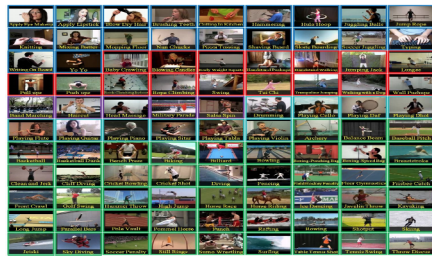 Apply Eye Makeup Apply Lipstick Blow Dry Hair Brushing Teeth Cutting In Kitchen Hammering Hula Hoop Juggling Balls Jump Rope
Knitting Mixing Batter Mopping Floor Nun Chucks Pizza Tossing Shaving Beard Skate Boarding Soccer Juggling Typing
Writing On Board Yo Yo Baby Crawling Blowing Candles Body Weight Squats Handstand Pushups Handstand Walking Jumping Jack Lunges
Pull ups Push ups Rock Climbing Indoor Rope Climbing Swing Tai Chi Trampoline Jumping Walking with a Dog Wall Pushups
Band Marching Haircut Head Massage Military Parade Salsa Spin Drumming Playing Cello Playing Daf Playing Dhol
Playing Flute Playing Guitar Playing Piano Playing Sitar Playing Tabla Playing Violin Archery Balance Beam Baseball Pitch
Basketball Basketball Dunk Bench Press Biking Billiard Bowling Boxing-Punching Bag Boxing Speed Bag Breaststroke
Clean and Jerk Cliff Diving Cricket Bowling Cricket Shot Diving Fencing Field Hockey Penalty Floor Gymnastics Frisbee Catch
Front Crawl Golf Swing Hammer Throw High Jump Horse Race Horse Riding Ice Dancing Javelin Throw Kayaking
Long Jump Parallel Bars Pole Vault Pommel Horse Punch Rafting Rowing Shotput Skiing
Jetski Sky Diving Soccer Penalty Still Rings Sumo Wrestling Surfing Table Tennis Shot Tennis Swing Throw Discus